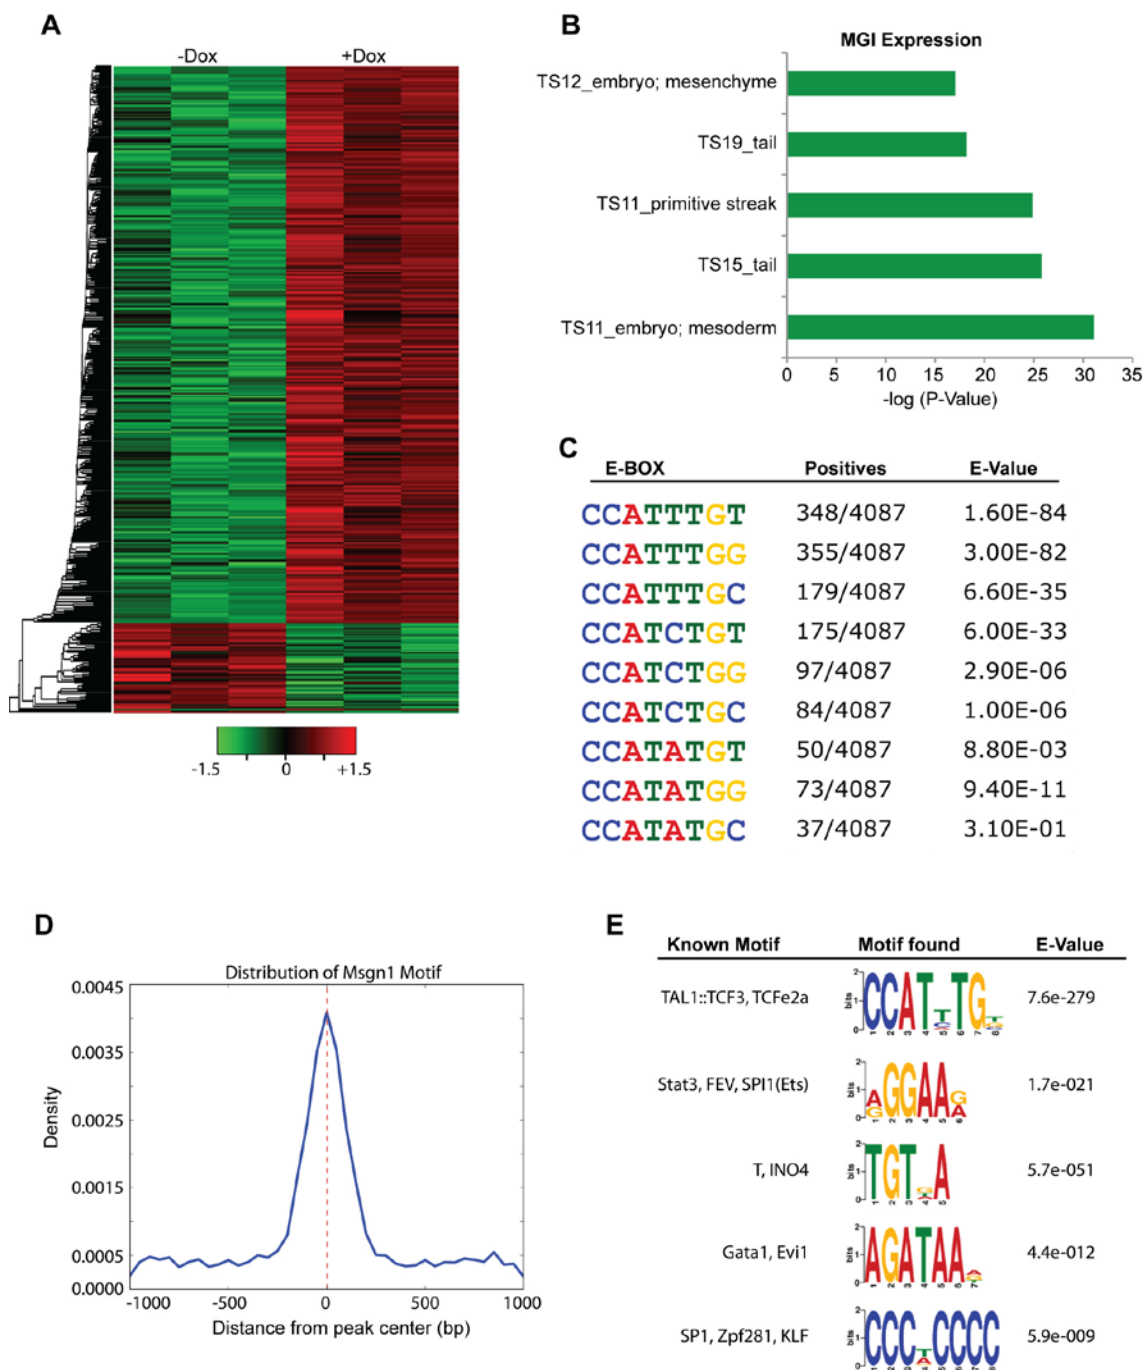 A
-Dox +Dox
-1.5 0 +1.5
B
MGI Expression
TS12_embryo; mesenchyme
TS19_tail
TS11_primitive streak
TS15_tail
TS11_embryo; mesoderm
0 5 10 15 20 25 30 35
-log (P-Value)
C
E-BOX Positives E-Value
CCATTTGT 348/4087 1.60E-84
CCATTTGG 355/4087 3.00E-82
CCATTTGC 179/4087 6.60E-35
CCATCTGT 175/4087 6.00E-33
CCATCTGG 97/4087 2.90E-06
CCATCTGC 84/4087 1.00E-06
CCATATGT 50/4087 8.80E-03
CCATATGG 73/4087 9.40E-11
CCATATGC 37/4087 3.10E-01
D
Distribution of Msgn1 Motif
0.0045
0.0035
0.0025
0.0015
0.0005
0.0000
Density
-1000 -500 0 500 1000
Distance from peak center (bp)
E
Known Motif Motif found E-Value
TAL1::TCF3, TCFe2a 7.6e-279
Stat3, FEV, SPI1(Ets) 1.7e-021
T, INO4 5.7e-051
Gata1, Evi1 4.4e-012
SP1, Zpf281, KLF 5.9e-009